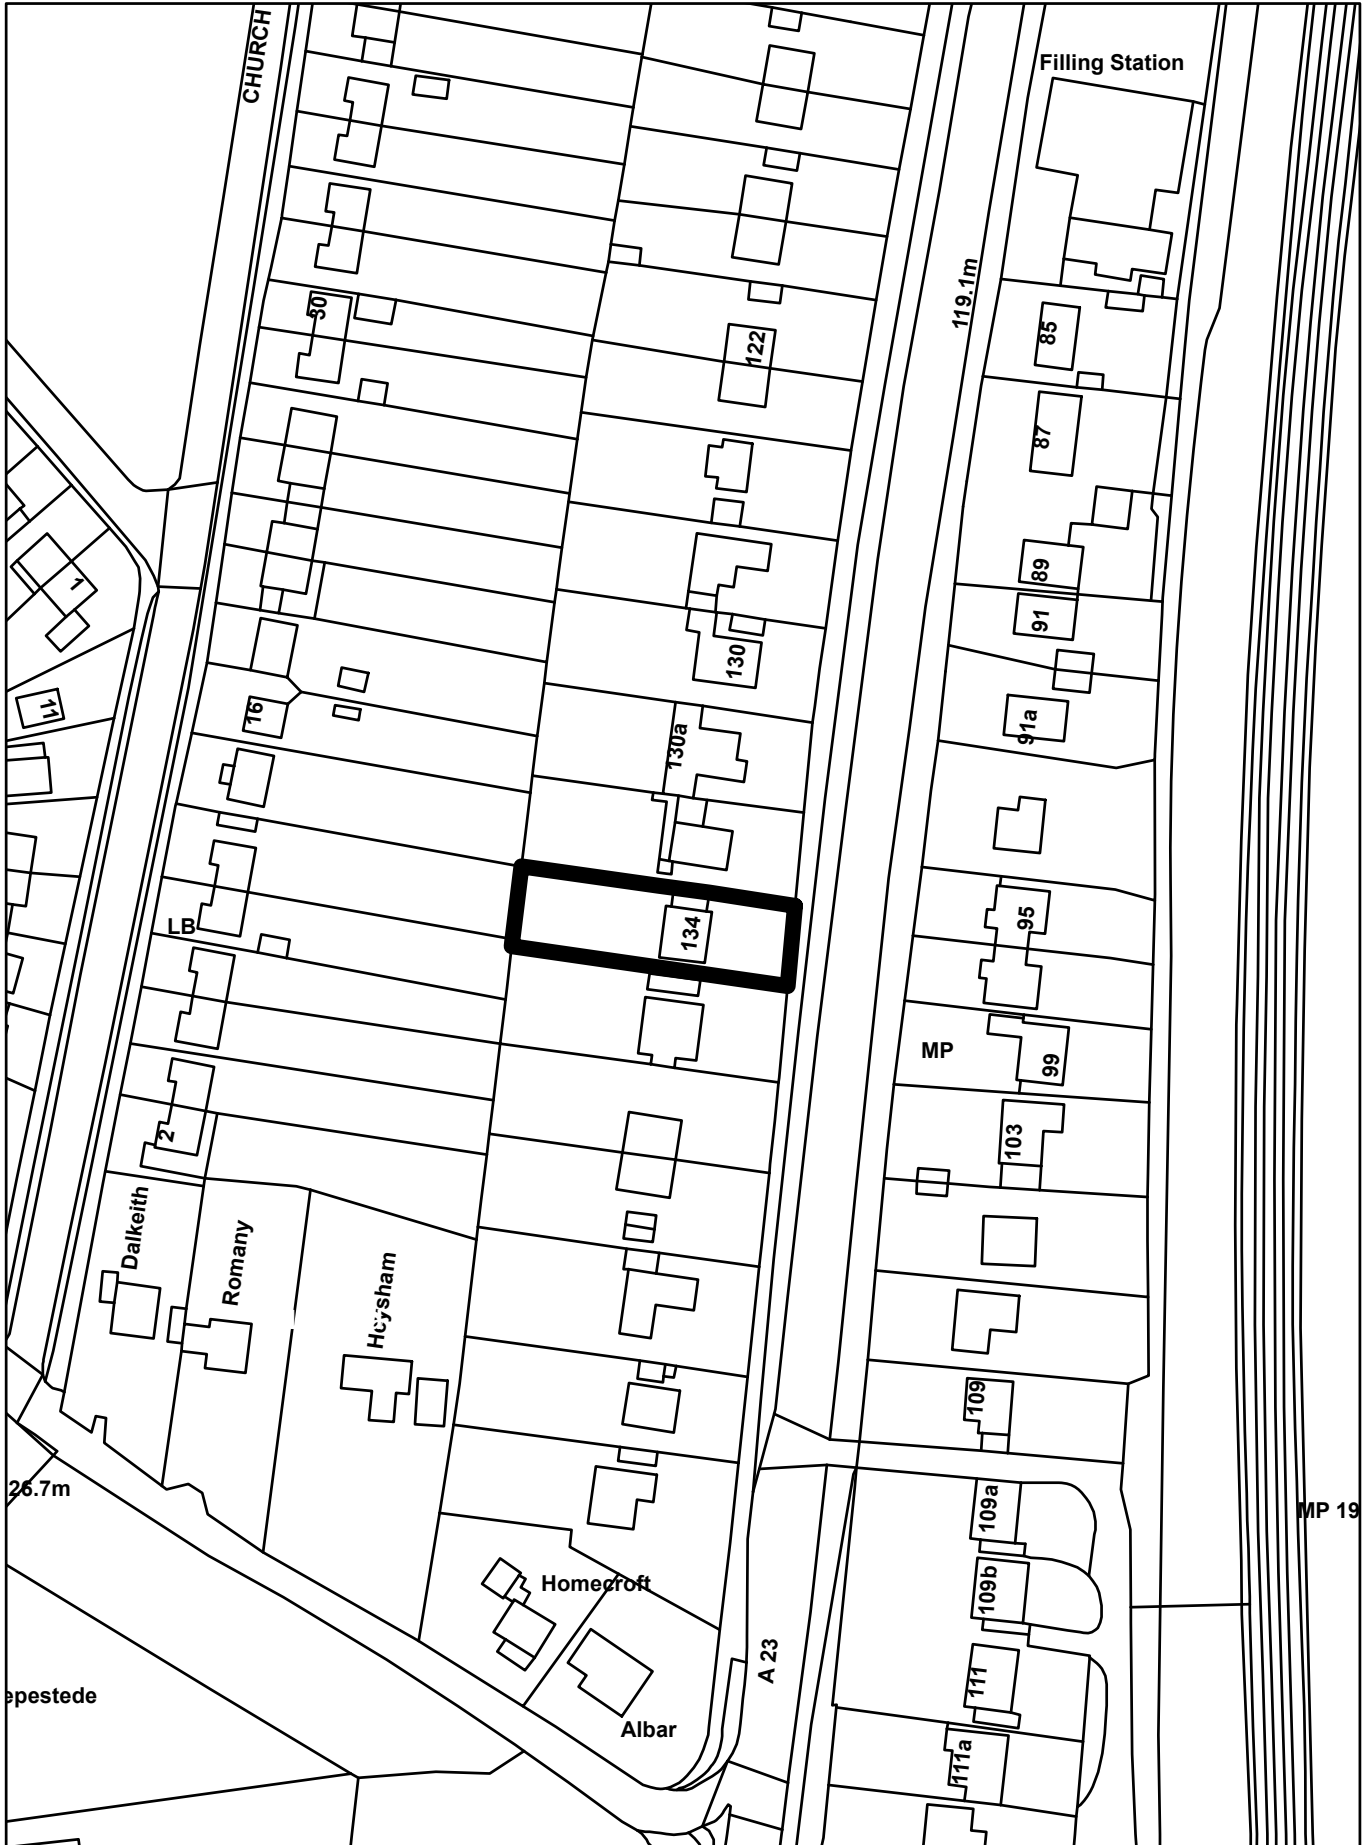 CHURCH
Filling Station
119.1m
30
85
122
87
1
89
91
130
11
16
91a
130a
95
LB
134
MP
99
2
103
Dalkeith
Romany
109
26.7m
109a
MP 19
Homecroft
109b
A 23
111
epestede
Albar
111a